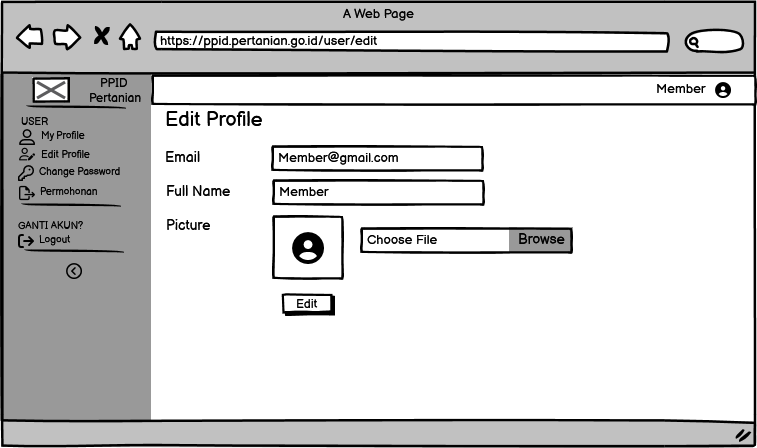 A Web Page
https://ppid.pertanian.go.id/user/edit
PPID
Pertanian
Member
USER
My Profile
Edit Profile
Change Password
Permohonan
GANTI AKUN?
Logout
Edit Profile
Email
Member@gmail.com
Full Name
Member
Picture
Choose File
Browse
Edit